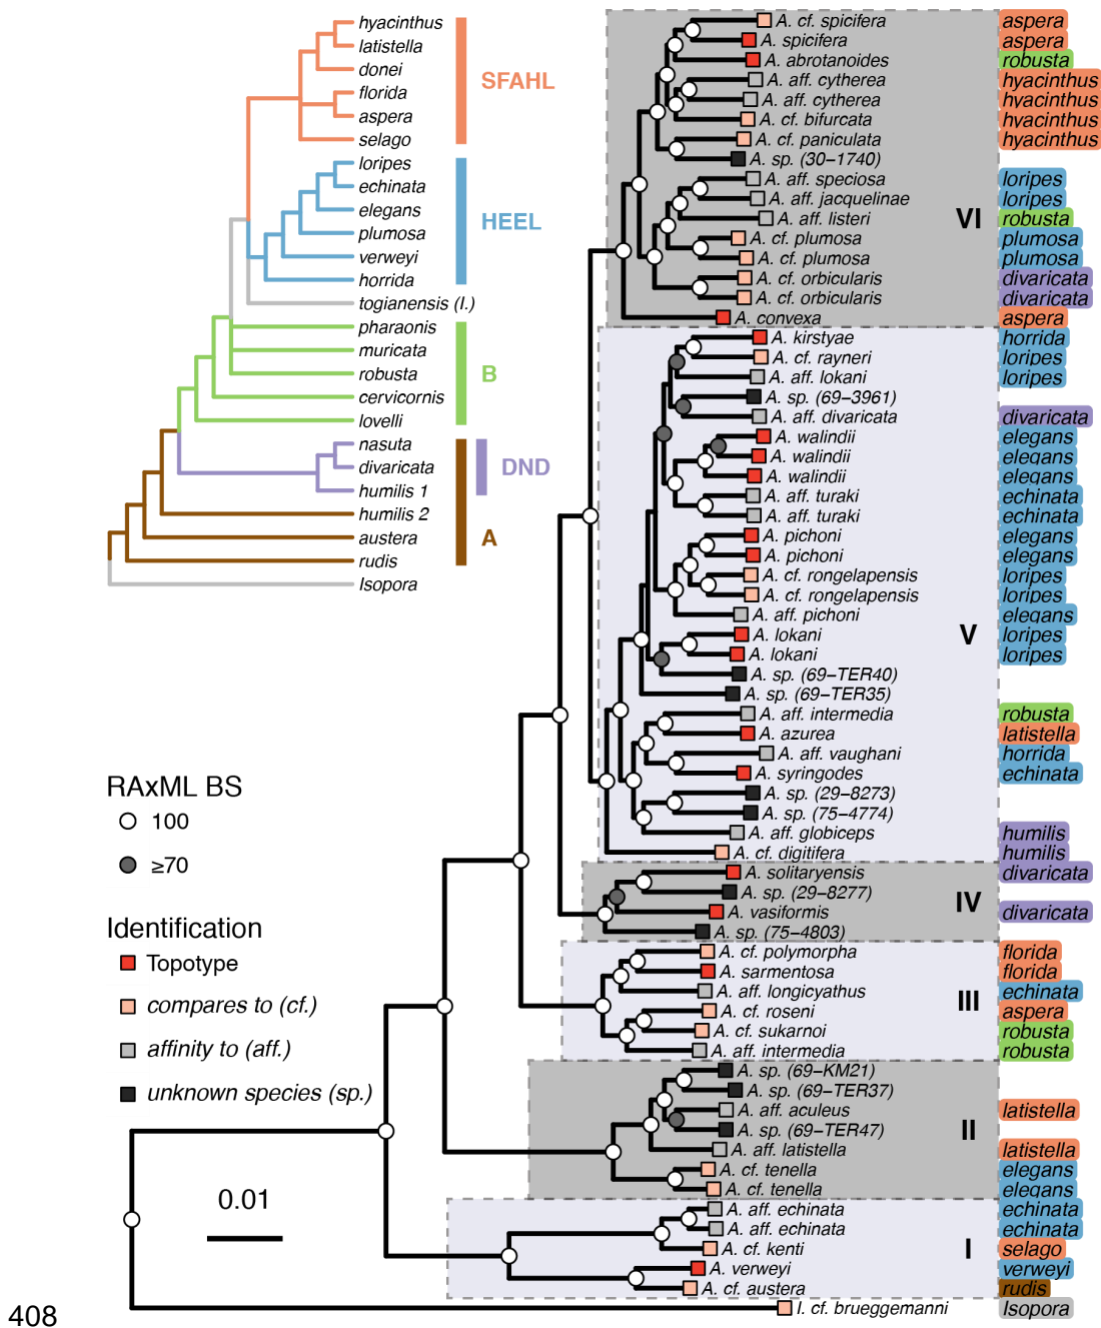 hyacinthus
latistella
donei
florida
aspera
selago
SFAHL
loripes
echinata
elegans
plumosa
verweyi
horrida
HEEL
togianensis (I.)
pharaonis
muricata
robusta
cervicornis
lovelli
B
nasuta
divaricata
humilis 1
DND
humilis 2
austera
rudis
A
Isopora
RAxML BS
100
≥70
Identification
Topotype
compares to (cf.)
affinity to (aff.)
unknown species (sp.)
0.01
A. cf. spicifera aspera
A. spicifera aspera
A. abrotanoides robusta
A. aff. cytherea hyacinthus
A. aff. cytherea hyacinthus
A. cf. bifurcata hyacinthus
A. cf. paniculata hyacinthus
A. sp. (30−1740)
A. aff. speciosa loripes
A. aff. jacquelinae loripes
A. aff. listeri robusta
VI
A. cf. plumosa plumosa
A. cf. plumosa plumosa
A. cf. orbicularis divaricata
A. cf. orbicularis divaricata
A. convexa aspera
A. kirstyae horrida
A. cf. rayneri loripes
A. aff. lokani loripes
A. sp. (69−3961)
A. aff. divaricata divaricata
A. walindii elegans
A. walindii elegans
A. walindii elegans
A. aff. turaki echinata
A. aff. turaki echinata
A. pichoni elegans
A. pichoni elegans
A. cf. rongelapensis loripes
A. cf. rongelapensis loripes
A. aff. pichoni elegans
A. lokani loripes
V
A. lokani loripes
A. sp. (69−TER40)
A. sp. (69−TER35)
A. aff. intermedia robusta
A. azurea latistella
A. aff. vaughani horrida
A. syringodes echinata
A. sp. (29−8273)
A. sp. (75−4774)
A. aff. globiceps humilis
A. cf. digitifera humilis
A. solitaryensis divaricata
A. sp. (29−8277)
IV
A. vasiformis divaricata
A. sp. (75−4803)
A. cf. polymorpha florida
A. sarmentosa florida
A. aff. longicyathus echinata
III
A. cf. roseni aspera
A. cf. sukarnoi robusta
A. aff. intermedia robusta
A. sp. (69−KM21)
A. sp. (69−TER37)
A. aff. aculeus latistella
A. sp. (69−TER47)
II
A. aff. latistella latistella
A. cf. tenella elegans
A. cf. tenella elegans
A. aff. echinata echinata
A. aff. echinata echinata
A. cf. kenti selago
I
A. verweyi verweyi
A. cf. austera rudis
I. cf. brueggemanni Isopora
408